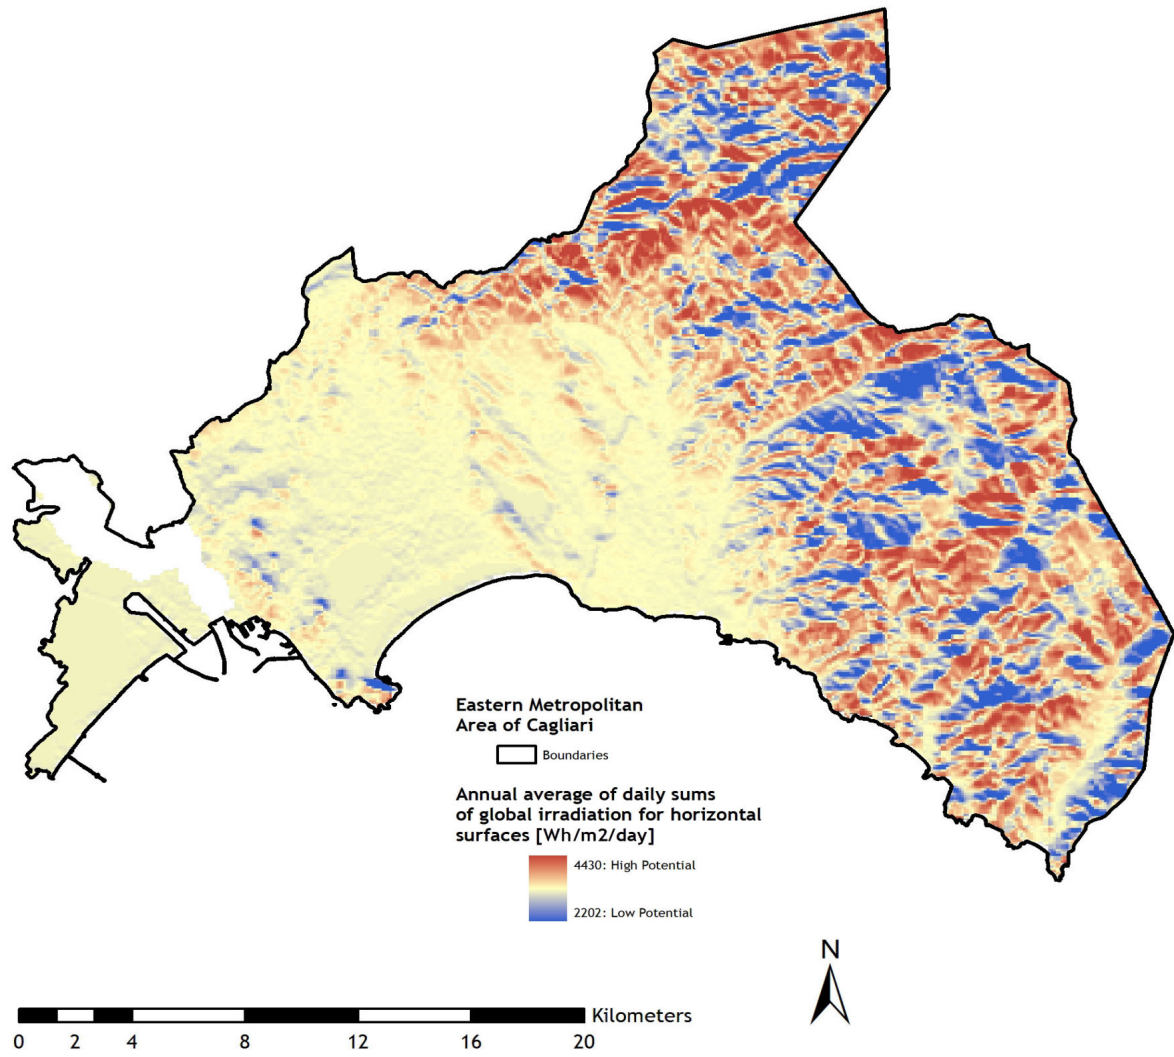 Eastern Metropolitan
Area of Cagliari
Boundaries
Annual average of daily sums
of global irradiation for horizontal
surfaces [Wh/m2/day]
4430: High Potential
2202: Low Potential
N
Kilometers
0 2 4 8 12 16 20